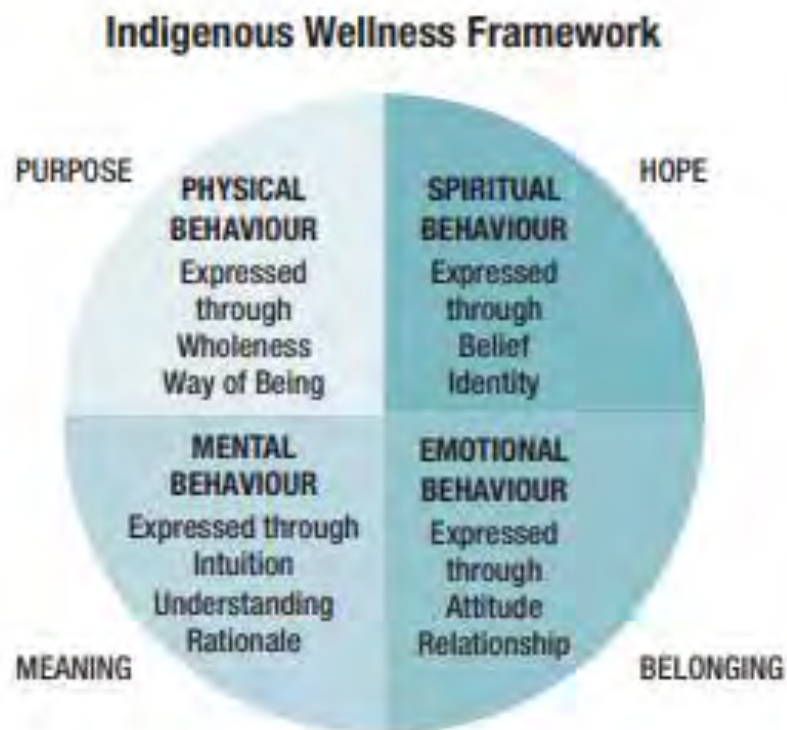 Indigenous Wellness Framework
PURPOSE
PHYSICAL
BEHAVIOUR
Expressed
through
Wholeness
Way of Being
HOPE
SPIRITUAL
BEHAVIOUR
Expressed
through
Belief
Identity
MENTAL
BEHAVIOUR
Expressed through
Intuition
Understanding
Rationale
MEANING
EMOTIONAL
BEHAVIOUR
Expressed
through
Attitude
Relationship
BELONGING